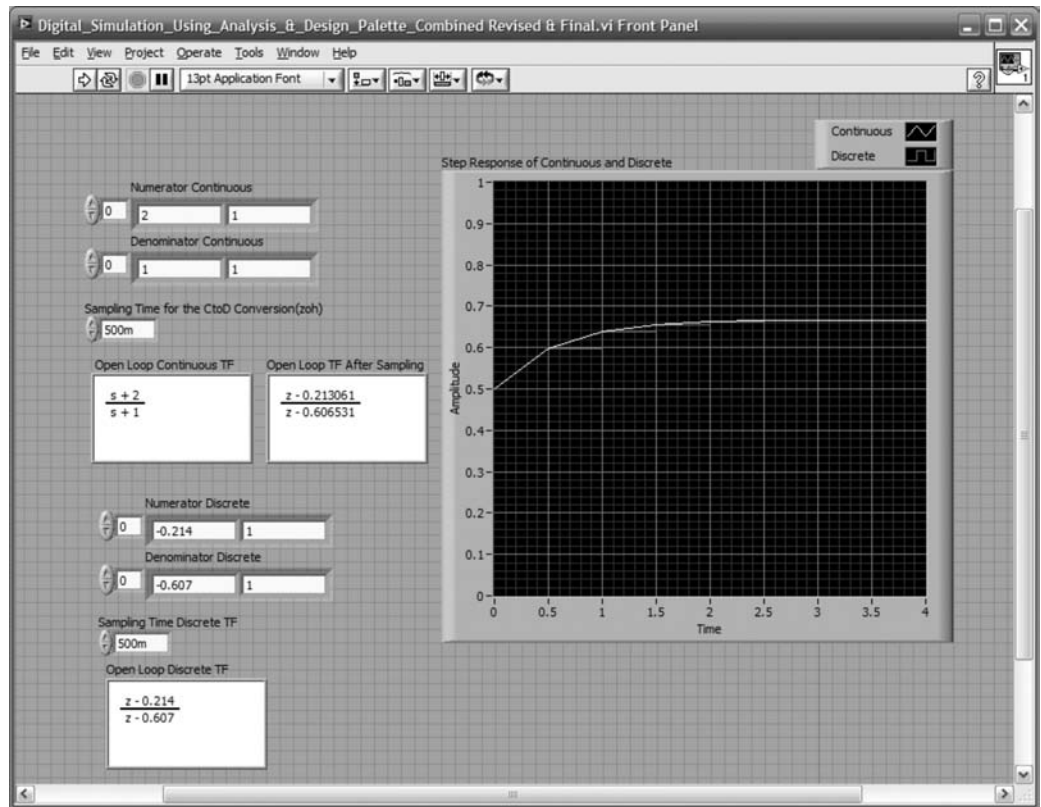 Digital_Simulation_Using_Analysis_&_Design_Palette_Combined Revised & Final.vi Front Panel
File Edit View Project Operate Tools Window Help
13pt Application Font
1
Continuous
Discrete
Step Response of Continuous and Discrete
Numerator Continuous
0 2 1
Denominator Continuous
0 1 1
Sampling Time for the CtoD Conversion(zoh)
500m
Open Loop Continuous TF
s + 2
s + 1
Open Loop TF After Sampling
z - 0.213061
z - 0.606531
Numerator Discrete
0 -0.214 1
Denominator Discrete
0 -0.607 1
Sampling Time Discrete TF
500m
Open Loop Discrete TF
z - 0.214
z - 0.607
Amplitude
1
0.9
0.8
0.7
0.6
0.5
0.4
0.3
0.2
0.1
0
0 0.5 1 1.5 2 2.5 3 3.5 4
Time